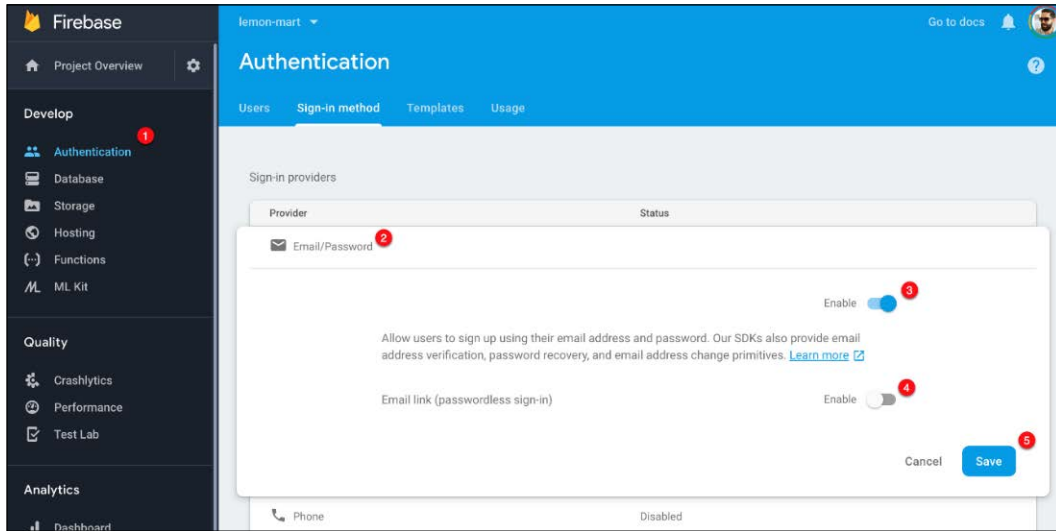 Firebase
lemon-mart
Go to docs
Project Overview
Authentication
Users Sign-in method Templates Usage
Develop
1
Authentication
Database
Storage
Hosting
Functions
ML Kit
Quality
Crashlytics
Performance
Test Lab
Analytics
Dashboard
Sign-in providers
Provider Status
Email/Password 2
Enable 3
Allow users to sign up using their email address and password. Our SDKs also provide email
address verification, password recovery, and email address change primitives. Learn more
Email link (passwordless sign-in) Enable 4
5
Cancel Save
Phone Disabled